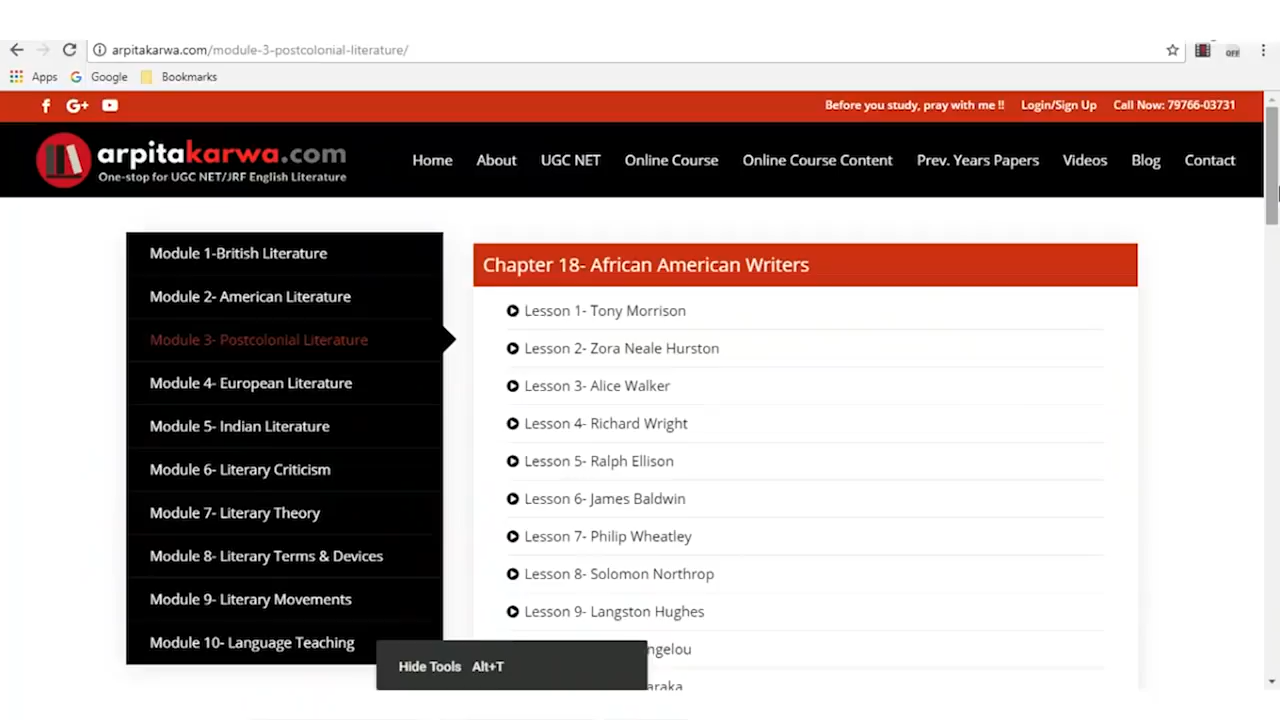 arpitakarwa.com/module-3-postcolonial-literature/
OFF
Apps Google Bookmarks
G+ Before you study, pray with me !! Login/Sign Up Call Now: 79766-03731
arpitakarwa.com
One-stop for UGC NET/JRF English Literature
Home About UGC NET Online Course Online Course Content Prev. Years Papers Videos Blog Contact
Module 1-British Literature
Module 2- American Literature
Module 3- Postcolonial Literature
Module 4- European Literature
Module 5- Indian Literature
Module 6- Literary Criticism
Module 7- Literary Theory
Module 8- Literary Terms & Devices
Module 9- Literary Movements
Module 10- Language Teaching
Chapter 18- African American Writers
Lesson 1- Tony Morrison
Lesson 2- Zora Neale Hurston
Lesson 3- Alice Walker
Lesson 4- Richard Wright
Lesson 5- Ralph Ellison
Lesson 6- James Baldwin
Lesson 7- Philip Wheatley
Lesson 8- Solomon Northrop
Lesson 9- Langston Hughes
ngelou
araka
Hide Tools Alt+T